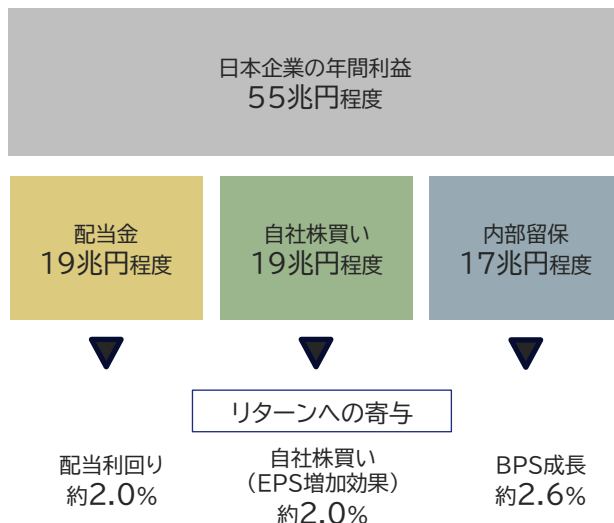 日本企業の年間利益
55兆円程度
配当金
19兆円程度
自社株買い
19兆円程度
内部留保
17兆円程度
リターンへの寄与
配当利回り
約2.0%
自社株買い
（EPS増加効果）
約2.0%
BPS成長
約2.6%